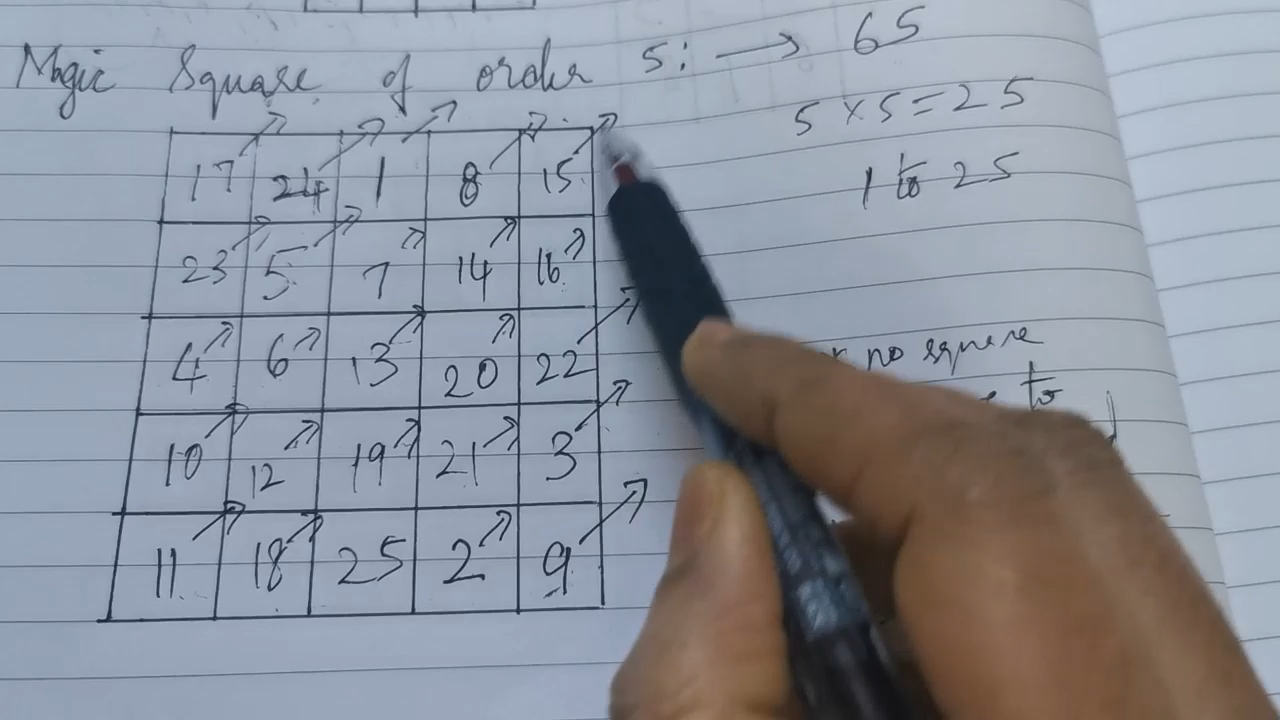 Magic Square of order 5: → 65
5 × 5 = 25
1 to 25
17 24 1 8 15
23 5 7 14 16
4 6 13 20 22
10 12 19 21 3
11 18 25 2 9
no square
to